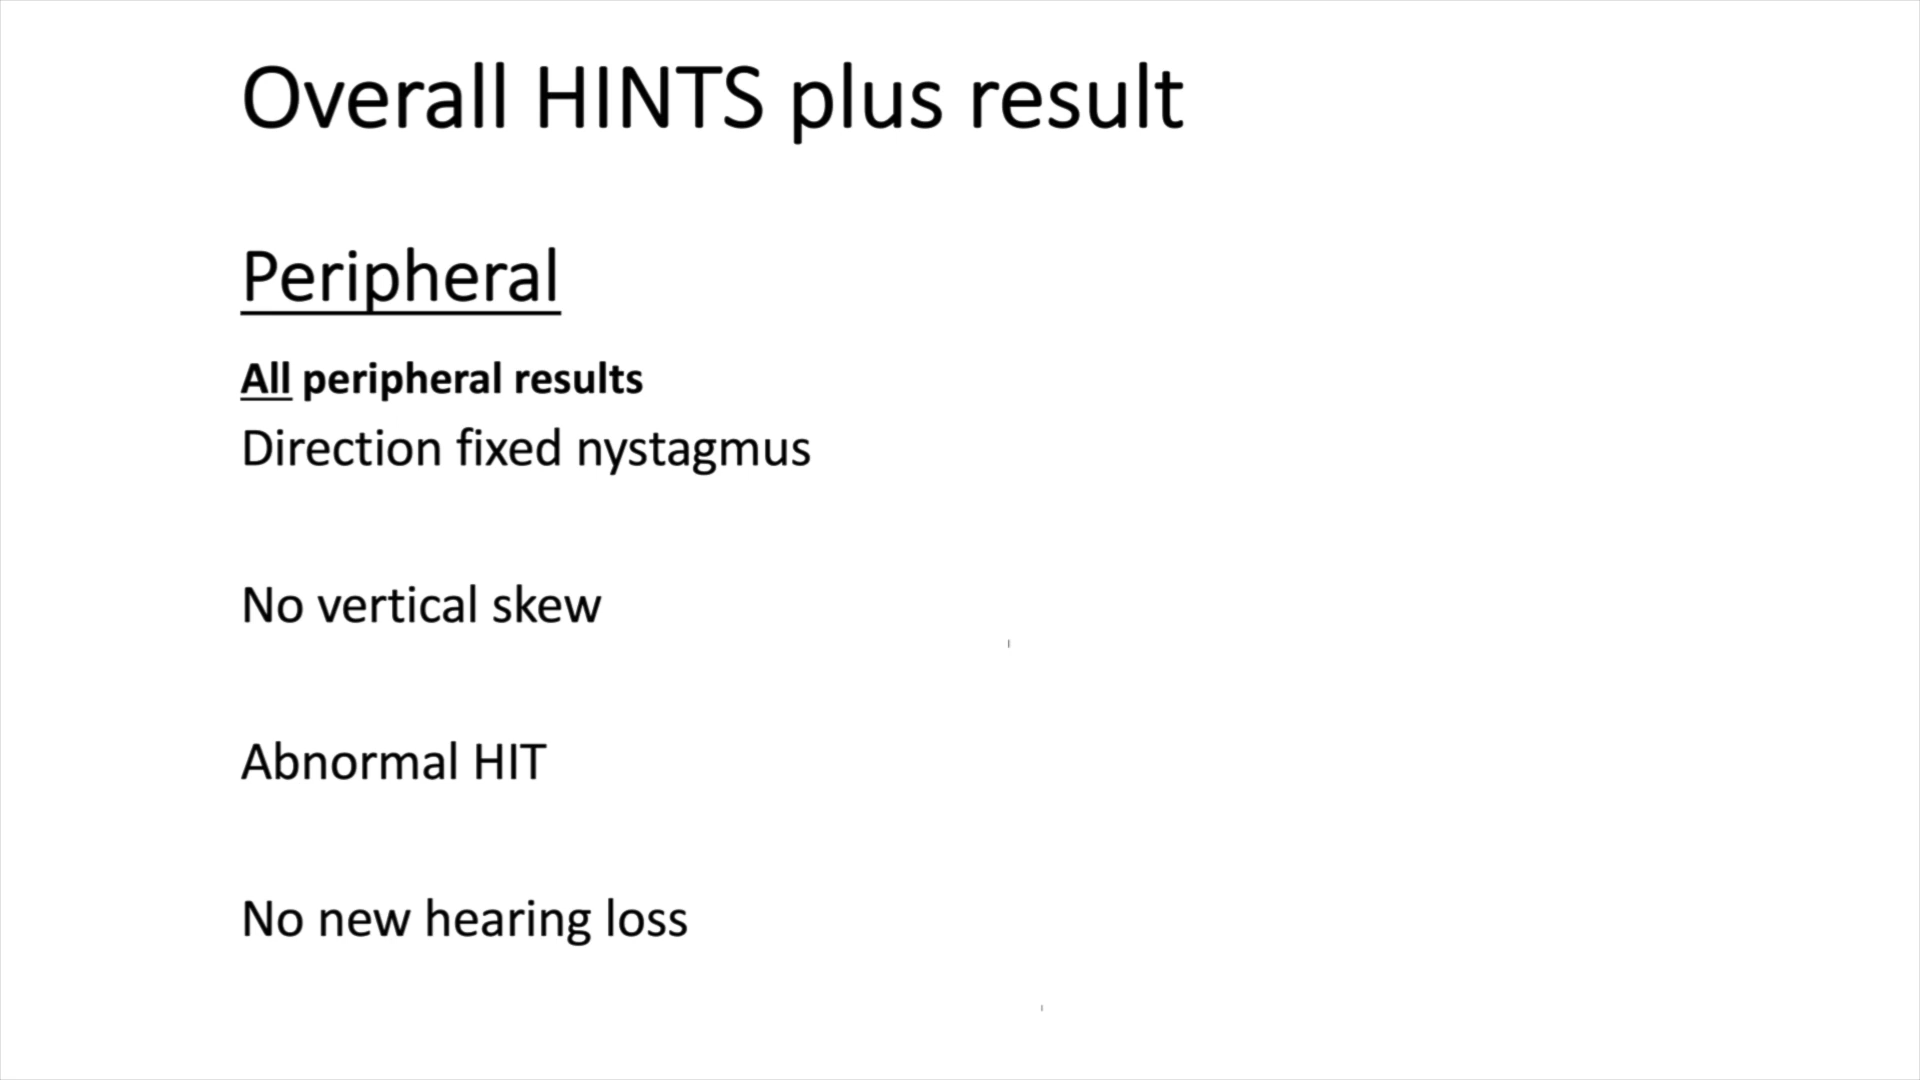 Overall HINTS plus result
Peripheral
All peripheral results
Direction fixed nystagmus
No vertical skew
Abnormal HIT
No new hearing loss